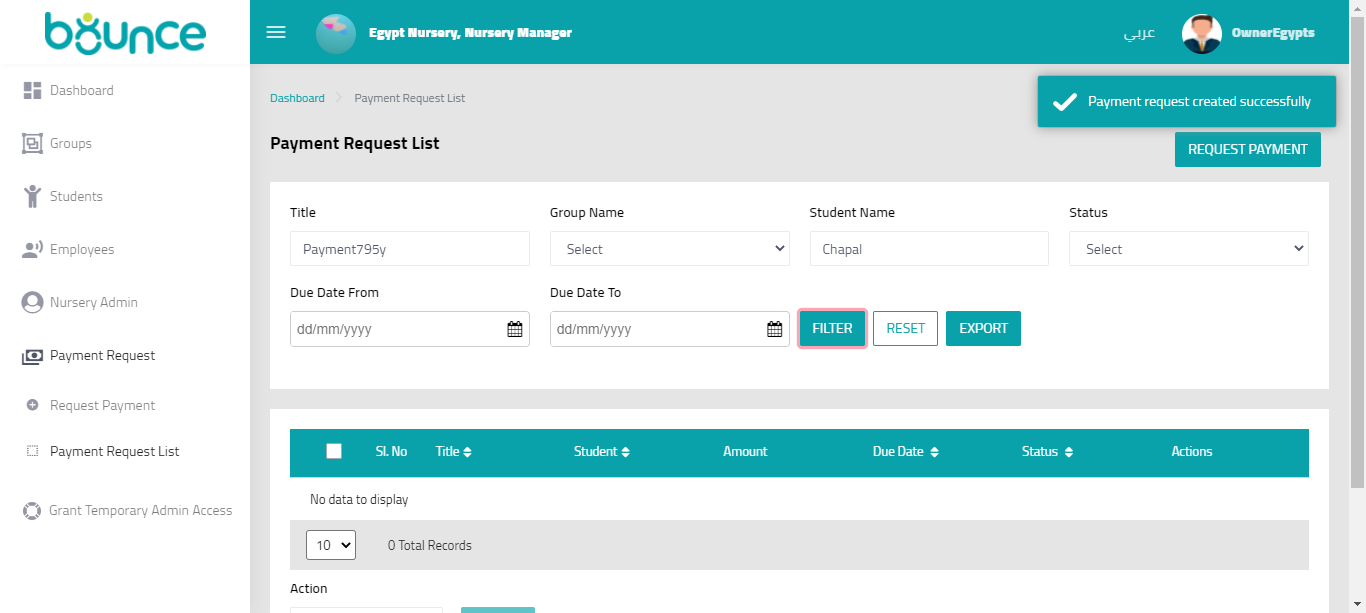 bounce
Egypt Nursery, Nursery Manager
عربي
OwnerEgypts
Dashboard
Groups
Students
Employees
Nursery Admin
Payment Request
Request Payment
Payment Request List
Grant Temporary Admin Access
Dashboard
Payment Request List
Payment request created successfully
Payment Request List
REQUEST PAYMENT
Title
Group Name
Student Name
Status
Payment795y
Select
Chapal
Select
Due Date From
Due Date To
dd/mm/yyyy
dd/mm/yyyy
FILTER
RESET
EXPORT
Sl. No
Title
Student
Amount
Due Date
Status
Actions
No data to display
10
0 Total Records
Action